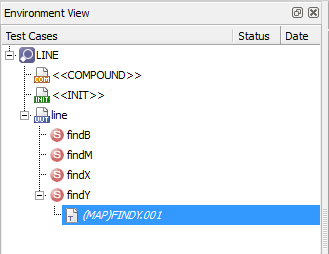 Environment View
Test Cases Status Date
LINE
COM <<COMPOUND>>
INIT <<INIT>>
UUT line
S findB
S findM
S findX
S findY
T (MAP)FINDY.001